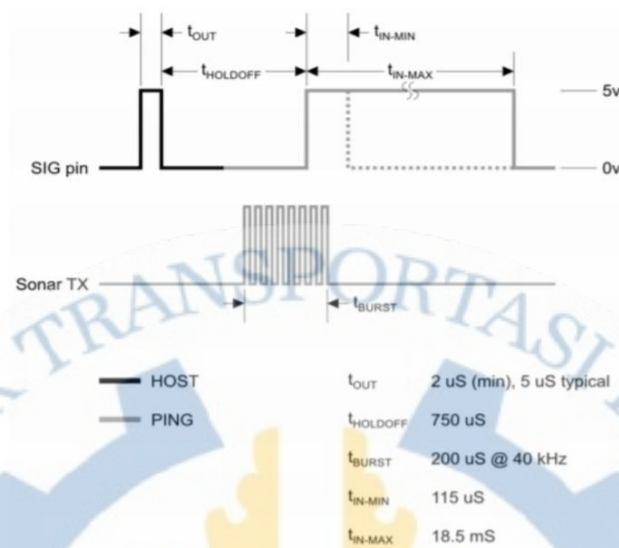 tOUT
tIN-MIN
tHOLDOFF
tIN-MAX
5v
SIG pin
0v
Sonar TX
TRANSPORTASI
tBURST
HOST
tOUT 2 uS (min), 5 uS typical
PING
tHOLDOFF 750 uS
tBURST 200 uS @ 40 kHz
tIN-MIN 115 uS
tIN-MAX 18.5 mS